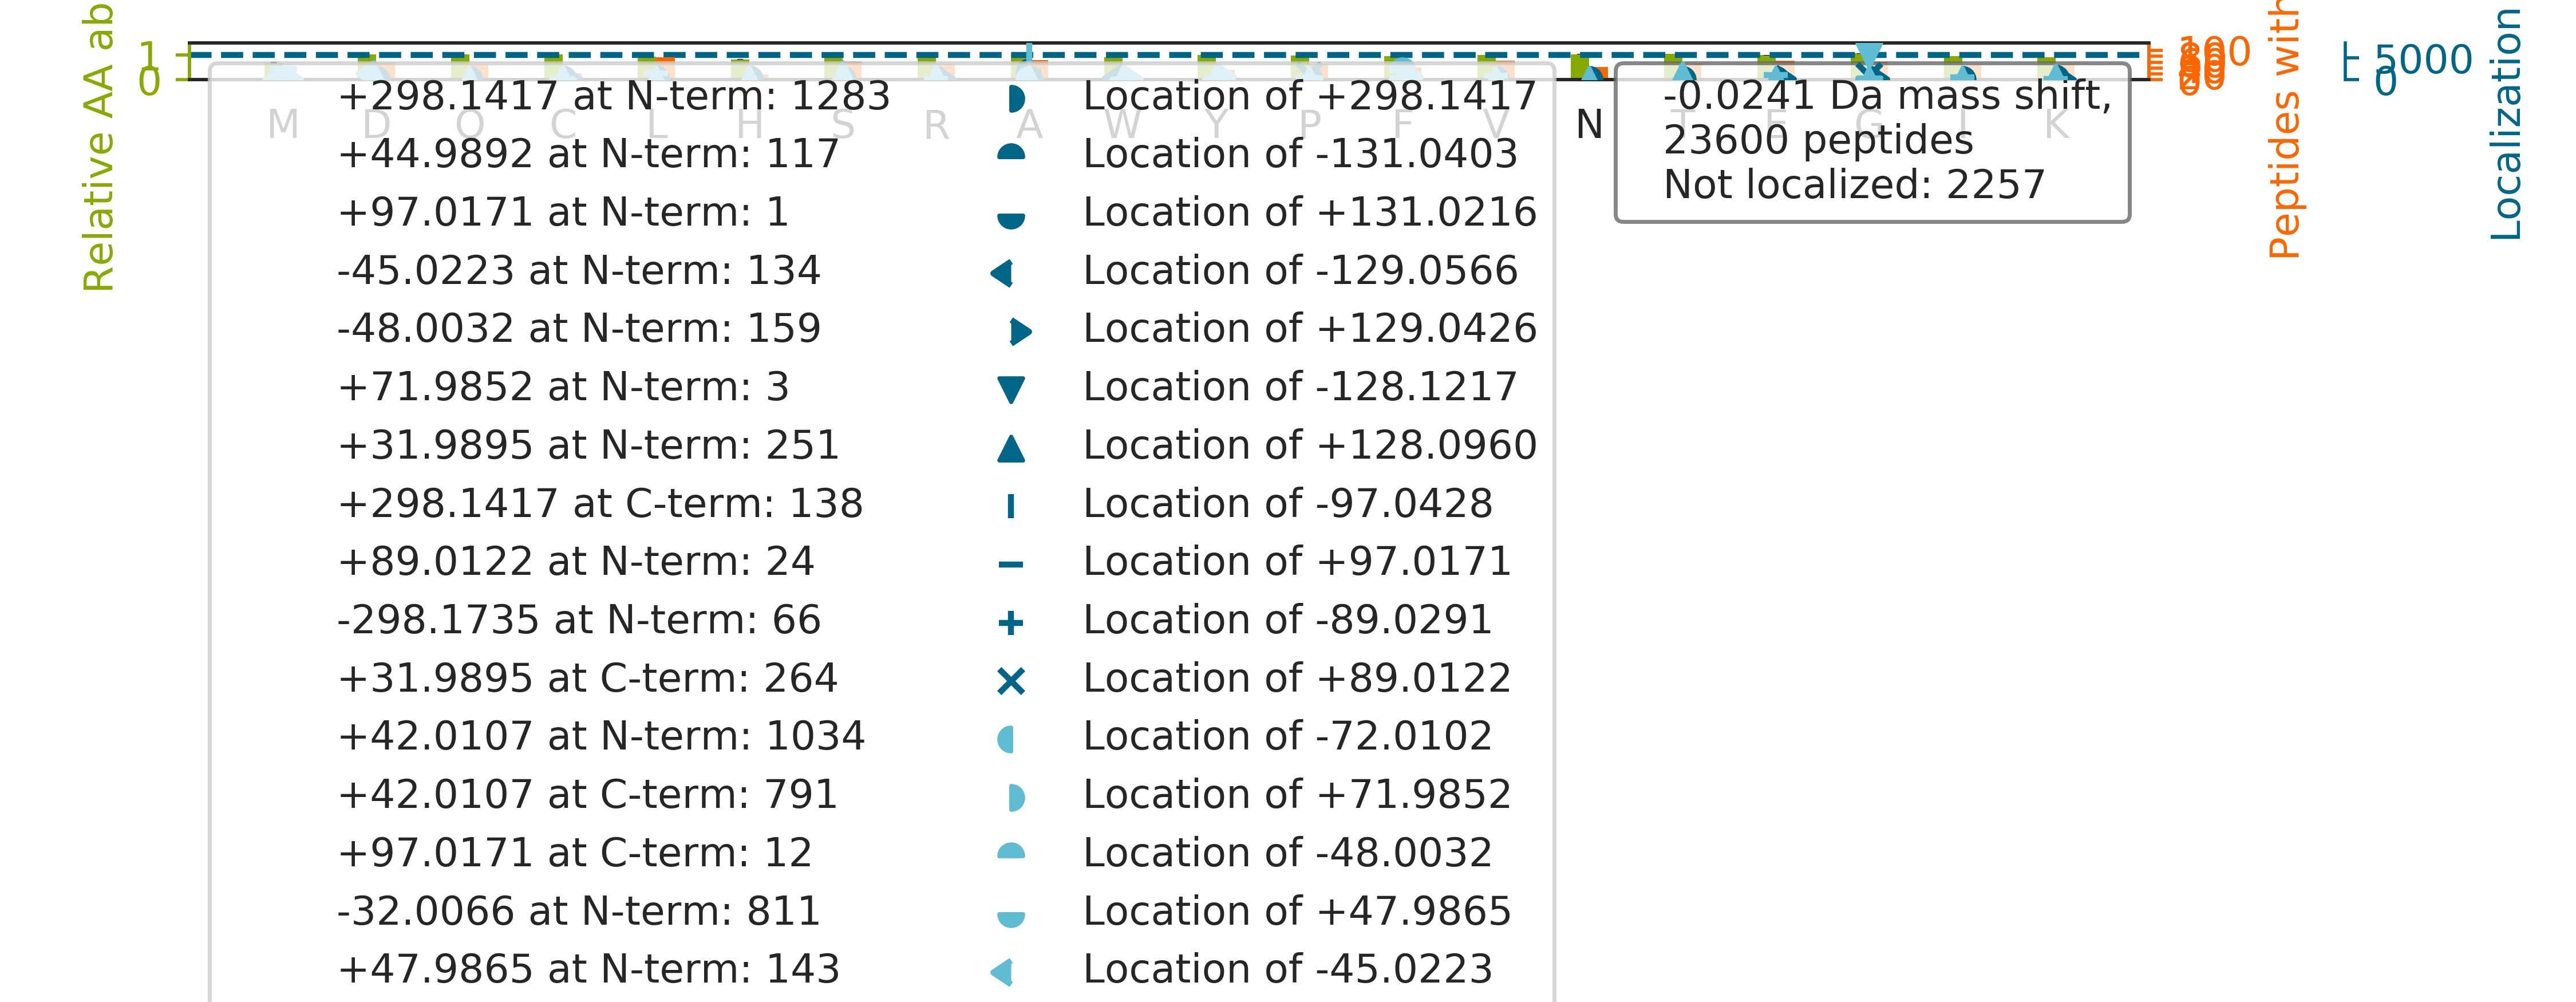 Relative AA ab
1
0
M D Q C L H S R A W Y P F V N T E G I K
100
0
Peptides with
5000
0
Localization
-0.0241 Da mass shift,
23600 peptides
Not localized: 2257
+298.1417 at N-term: 1283
+44.9892 at N-term: 117
+97.0171 at N-term: 1
-45.0223 at N-term: 134
-48.0032 at N-term: 159
+71.9852 at N-term: 3
+31.9895 at N-term: 251
+298.1417 at C-term: 138
+89.0122 at N-term: 24
-298.1735 at N-term: 66
+31.9895 at C-term: 264
+42.0107 at N-term: 1034
+42.0107 at C-term: 791
+97.0171 at C-term: 12
-32.0066 at N-term: 811
+47.9865 at N-term: 143
Location of +298.1417
Location of -131.0403
Location of +131.0216
Location of -129.0566
Location of +129.0426
Location of -128.1217
Location of +128.0960
Location of -97.0428
Location of +97.0171
Location of -89.0291
Location of +89.0122
Location of -72.0102
Location of +71.9852
Location of -48.0032
Location of +47.9865
Location of -45.0223